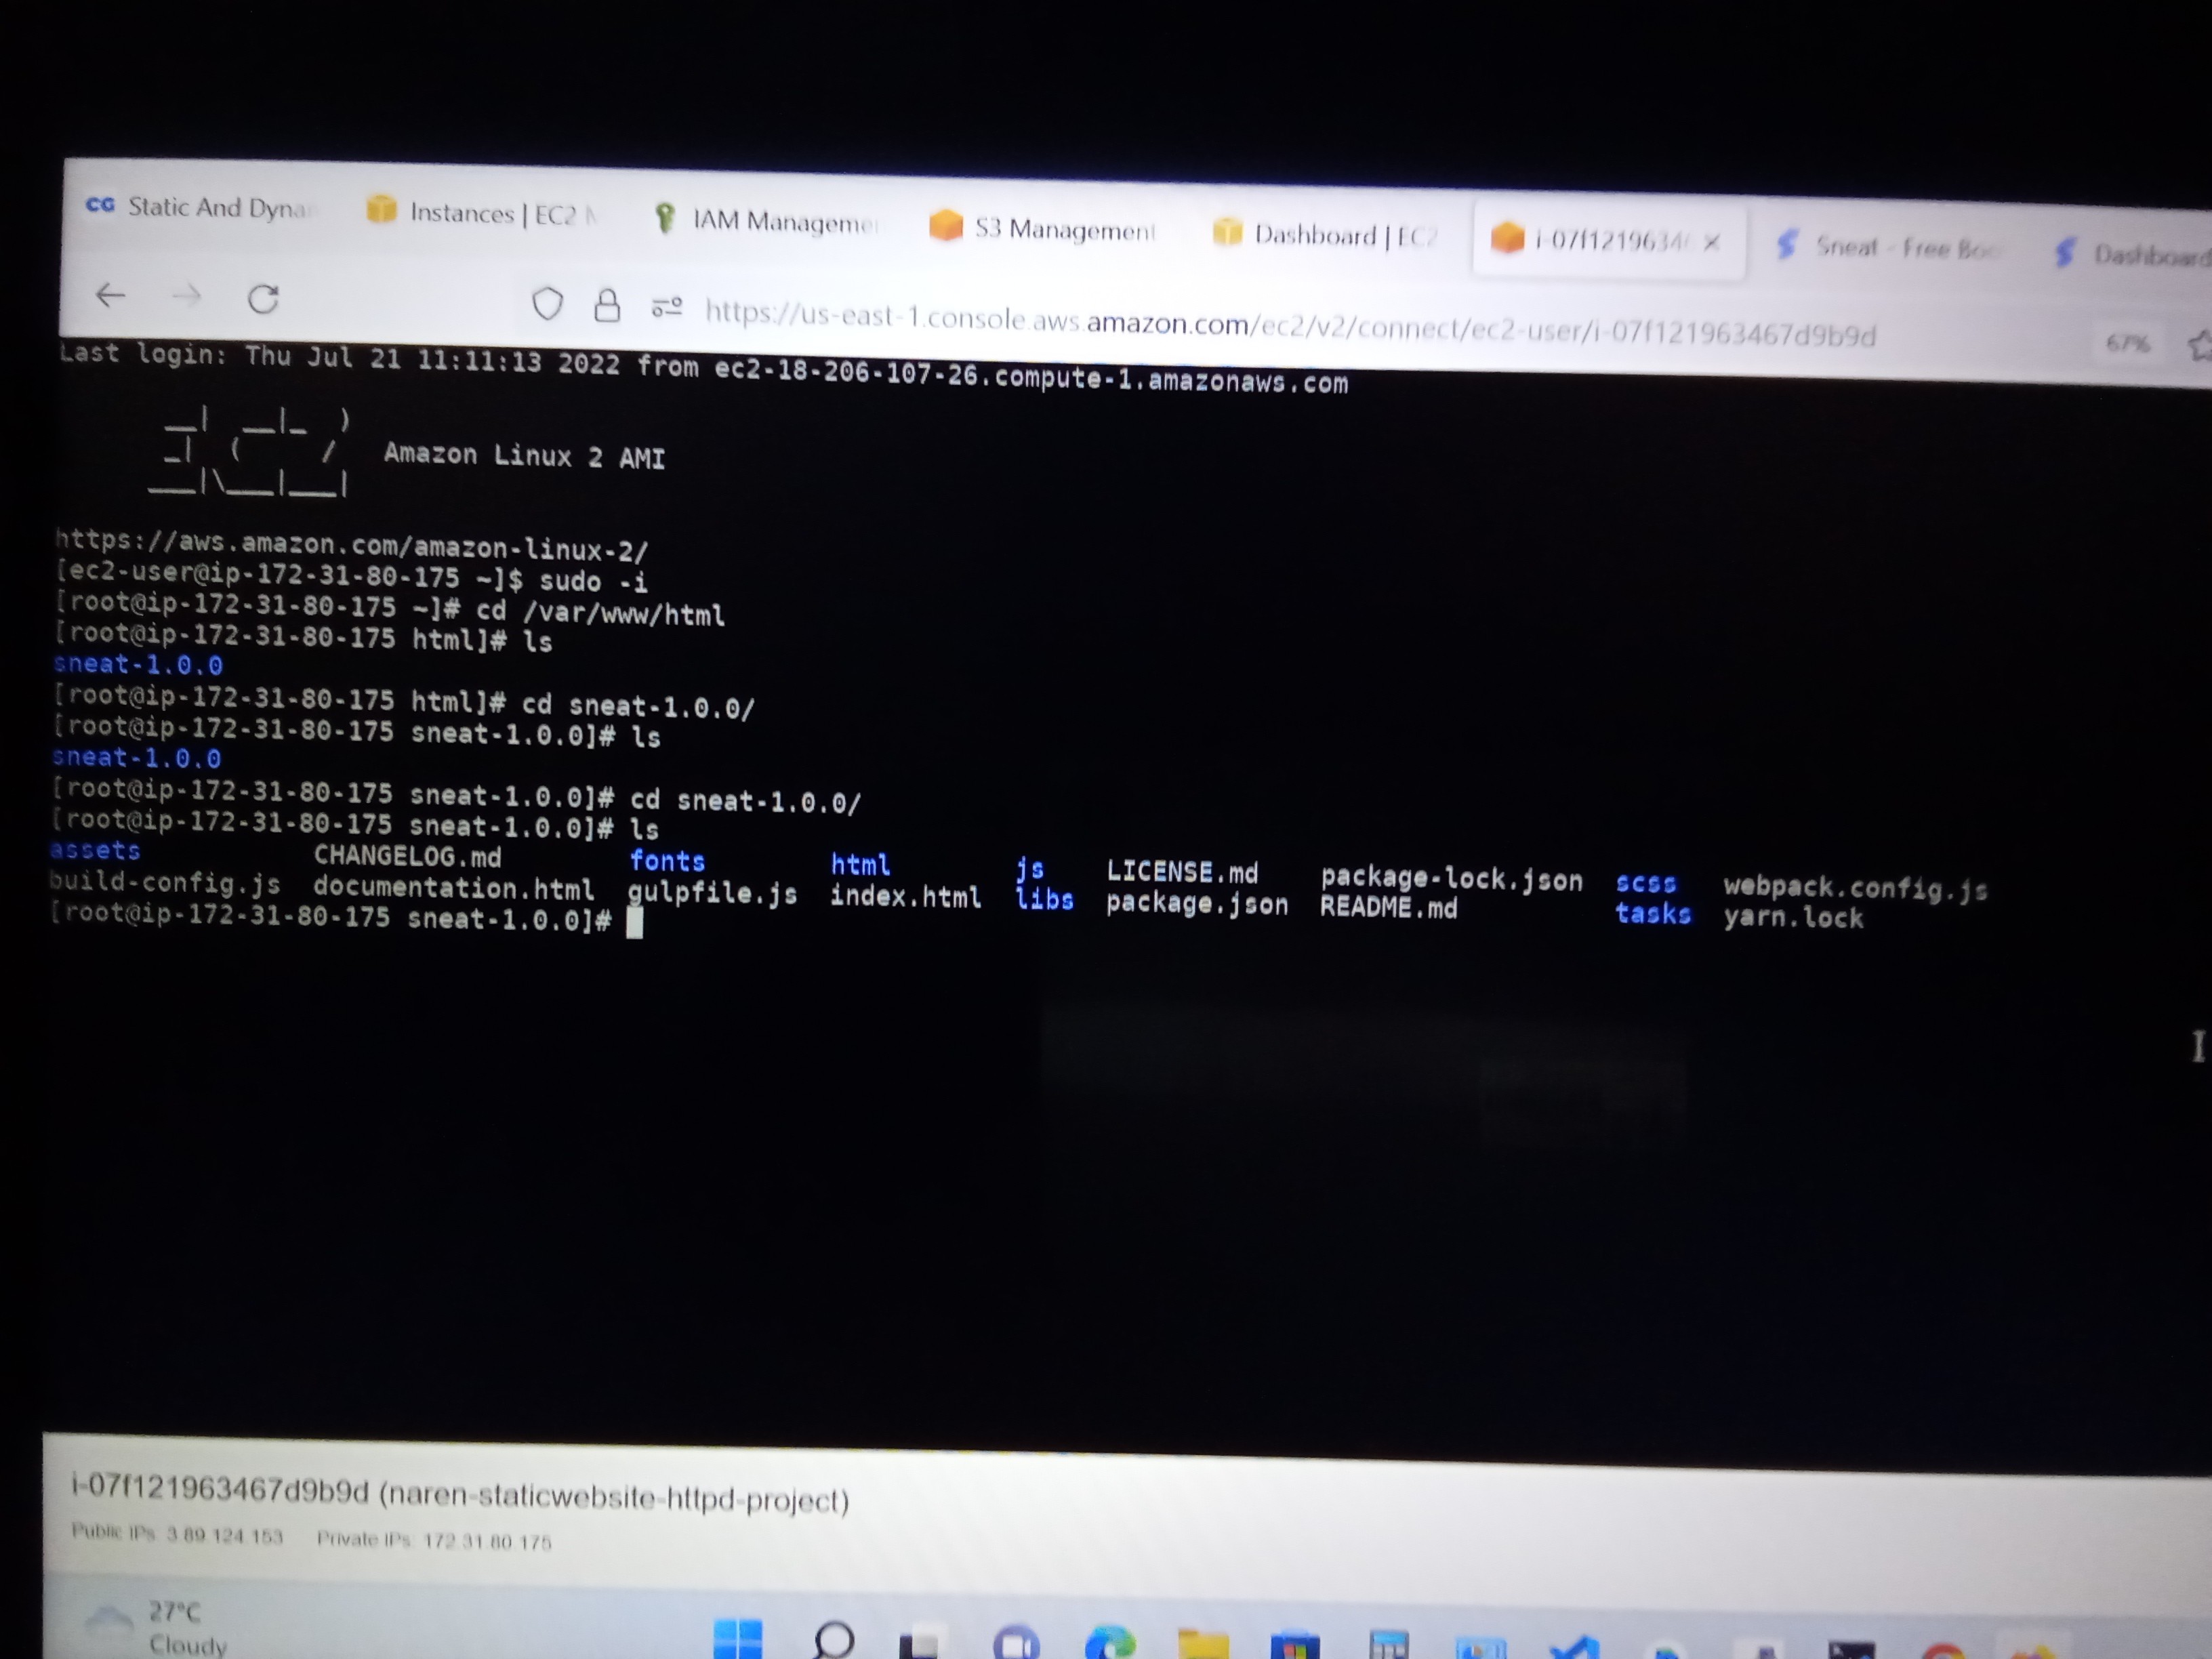 CG Static And Dyna Instances | EC2 M IAM Manageme S3 Management Dashboard | EC2 i-07f12196346 Sneat - Free Boo Dashboard
https://us-east-1.console.aws.amazon.com/ec2/v2/connect/ec2-user/i-07f121963467d9b9d 67%
Last login: Thu Jul 21 11:11:13 2022 from ec2-18-206-107-26.compute-1.amazonaws.com
__|  __|_  )
_|  (     /   Amazon Linux 2 AMI
___|\___|___|
https://aws.amazon.com/amazon-linux-2/
[ec2-user@ip-172-31-80-175 ~]$ sudo -i
[root@ip-172-31-80-175 ~]# cd /var/www/html
[root@ip-172-31-80-175 html]# ls
sneat-1.0.0
[root@ip-172-31-80-175 html]# cd sneat-1.0.0/
[root@ip-172-31-80-175 sneat-1.0.0]# ls
sneat-1.0.0
[root@ip-172-31-80-175 sneat-1.0.0]# cd sneat-1.0.0/
[root@ip-172-31-80-175 sneat-1.0.0]# ls
assets CHANGELOG.md fonts html js LICENSE.md package-lock.json scss webpack.config.js
build-config.js documentation.html gulpfile.js index.html libs package.json README.md tasks yarn.lock
[root@ip-172-31-80-175 sneat-1.0.0]#
i-07f121963467d9b9d (naren-staticwebsite-httpd-project)
Public IPs: 3.89.124.153 Private IPs: 172.31.80.175
27°C
Cloudy